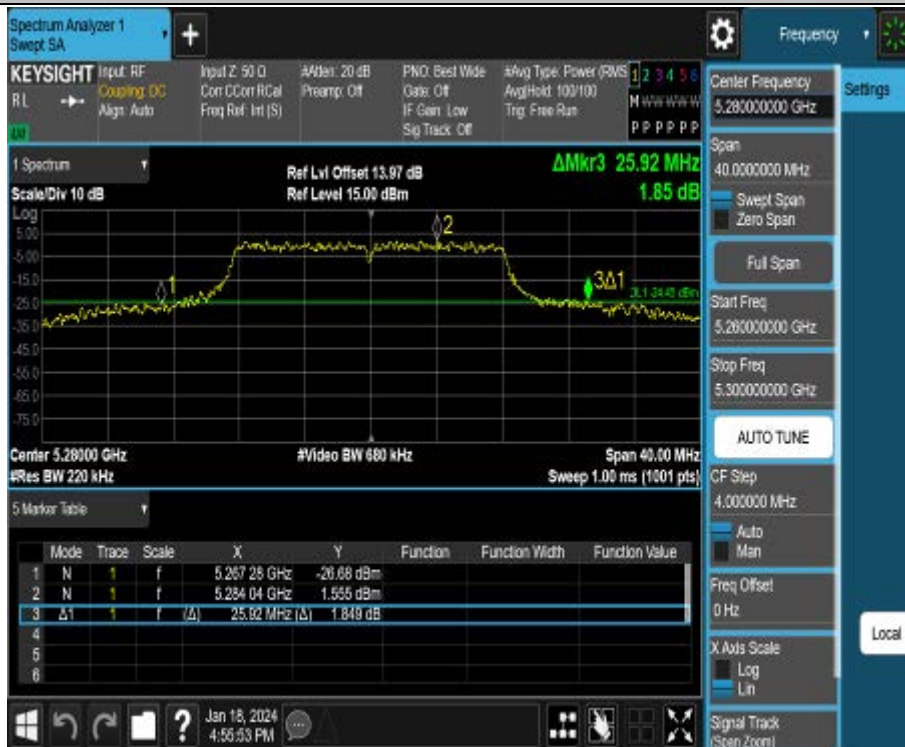 Spectrum Analyzer 1
Swept SA
+
Frequency
KEYSIGHT
RL
Input: RF
Coupling: DC
Align: Auto
Input Z: 50 Ω
Corr CCorr RCal
Freq Ref: Int (S)
#Atten: 20 dB
Preamp: Off
PNO: Best Wide
Gate: Off
IF Gain: Low
Sig Track: Off
#Avg Type: Power (RMS
Avg|Hold: 100/100
Trig: Free Run
1 2 3 4 5 6
M W W W W W
P P P P P P
1 Spectrum
Scale/Div 10 dB
Ref Lvl Offset 13.97 dB
Ref Level 15.00 dBm
ΔMkr3 25.92 MHz
1.85 dB
Log
5.00
-5.00
-15.0
-25.0
-35.0
-45.0
-55.0
-65.0
-75.0
1
2
3Δ1
Center 5.28000 GHz
#Video BW 680 kHz
Span 40.00 MHz
#Res BW 220 kHz
Sweep 1.00 ms (1001 pts)
5 Marker Table
Mode Trace Scale X Y Function Function Width Function Value
1 N 1 f 5.267 28 GHz -26.68 dBm
2 N 1 f 5.284 04 GHz 1.555 dBm
3 Δ1 1 f (Δ) 25.92 MHz (Δ) 1.849 dB
4
5
6
Jan 18, 2024
4:55:53 PM
?
Center Frequency
5.280000000 GHz
Span
40.0000000 MHz
Swept Span
Zero Span
Full Span
Start Freq
5.260000000 GHz
Stop Freq
5.300000000 GHz
AUTO TUNE
CF Step
4.000000 MHz
Auto
Man
Freq Offset
0 Hz
X Axis Scale
Log
Lin
Signal Track
(Span Zoom)
Settings
Local